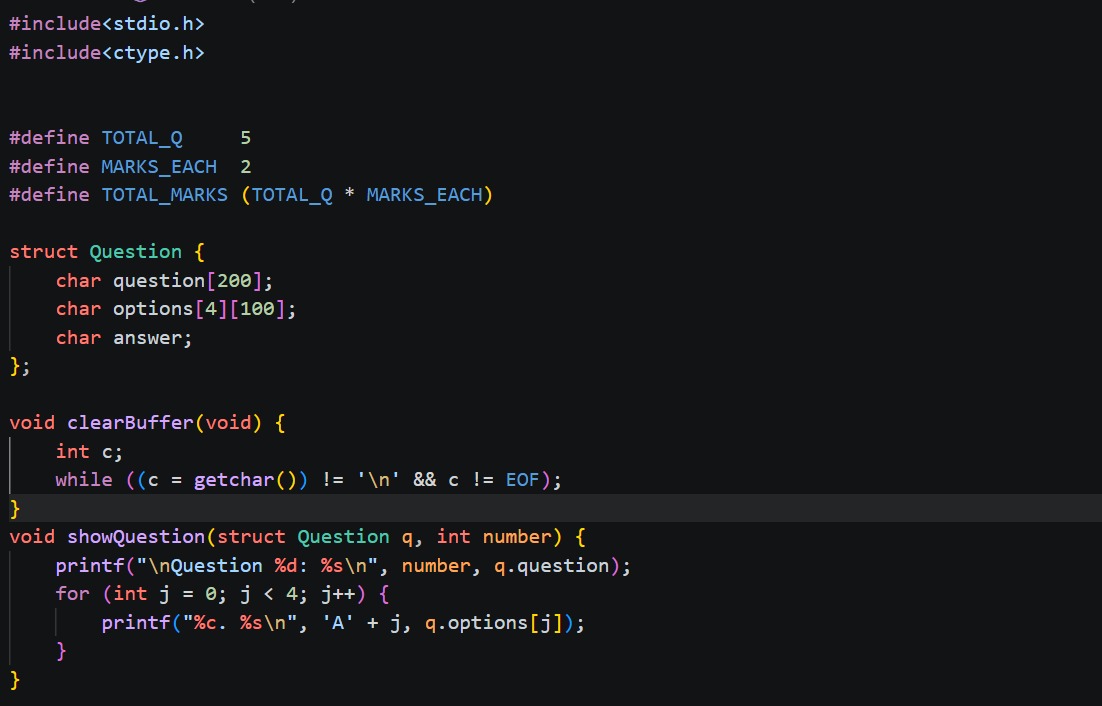 #include<stdio.h>
#include<ctype.h>
#define TOTAL_Q     5
#define MARKS_EACH  2
#define TOTAL_MARKS (TOTAL_Q * MARKS_EACH)
struct Question {
    char question[200];
    char options[4][100];
    char answer;
};
void clearBuffer(void) {
    int c;
    while ((c = getchar()) != '\n' && c != EOF);
}
void showQuestion(struct Question q, int number) {
    printf("\nQuestion %d: %s\n", number, q.question);
    for (int j = 0; j < 4; j++) {
        printf("%c. %s\n", 'A' + j, q.options[j]);
    }
}